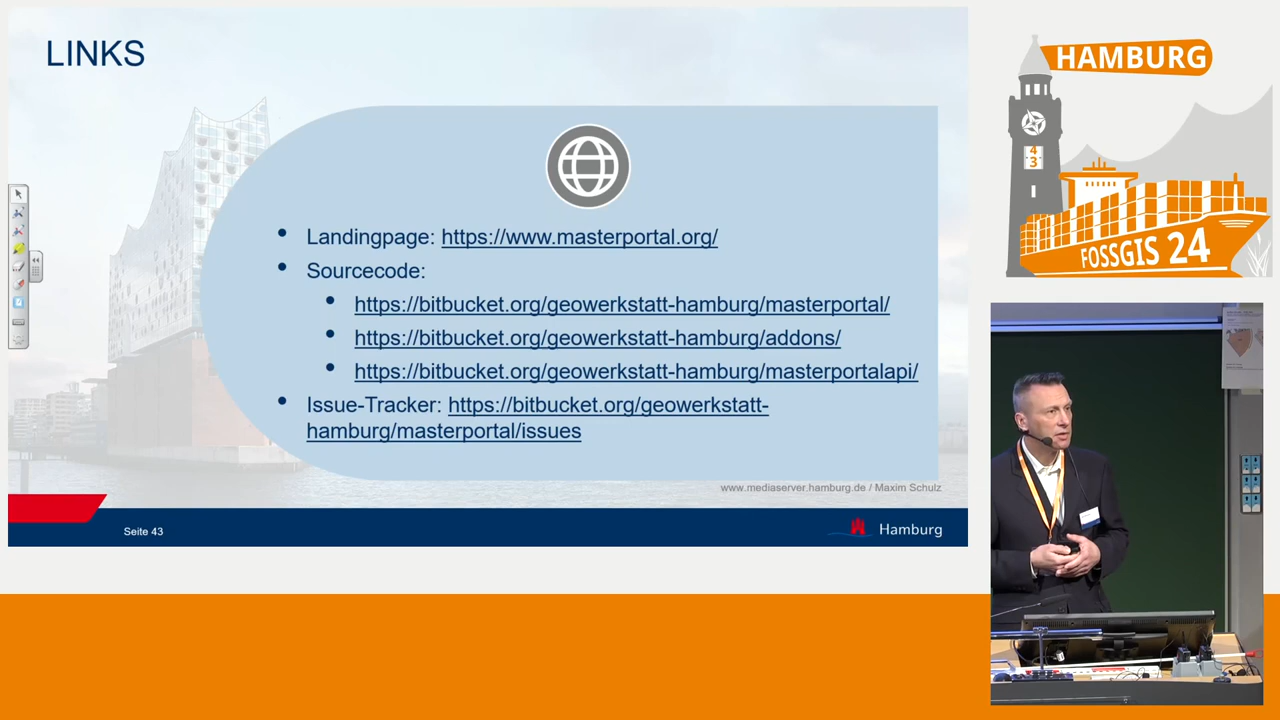 LINKS
Landingpage: https://www.masterportal.org/
Sourcecode:
https://bitbucket.org/geowerkstatt-hamburg/masterportal/
https://bitbucket.org/geowerkstatt-hamburg/addons/
https://bitbucket.org/geowerkstatt-hamburg/masterportalapi/
Issue-Tracker: https://bitbucket.org/geowerkstatt-
hamburg/masterportal/issues
www.mediaserver.hamburg.de / Maxim Schulz
Seite 43
Hamburg
HAMBURG
4
3
FOSSGIS 24